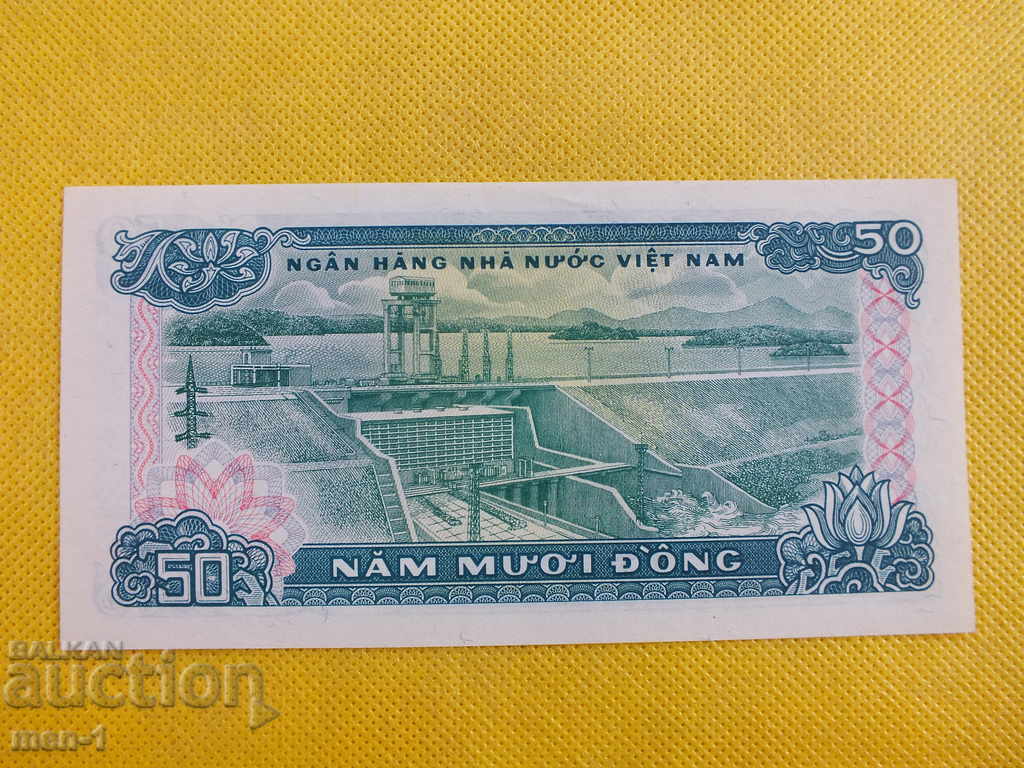 50
NGÂN HÀNG NHÀ NƯỚC VIỆT NAM
50
NĂM MƯƠI ĐỒNG
BALKAN
auction
men-1